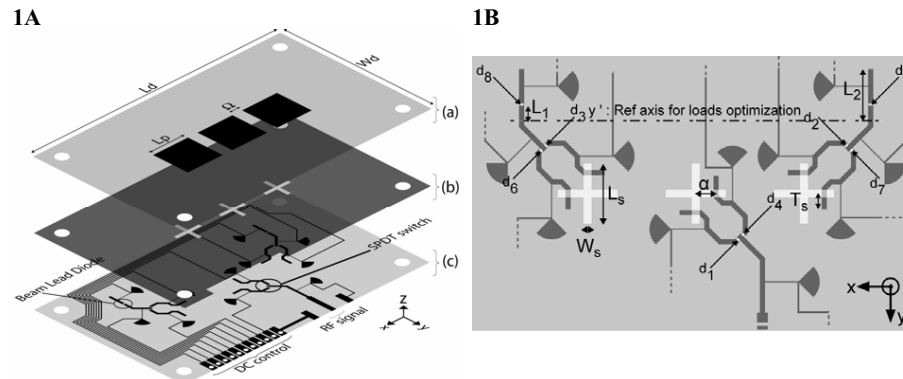 1A
1B
Ld
Wd
Lp
Ω
(a)
(b)
(c)
Beam Lead Diode
SPDT switch
DC control
RF signal
z
x
y
d8
L1
d3
y' : Ref axis for loads optimization
L2
d
d2
d6
d7
Ls
α
Ts
d4
Ws
d1
x
y